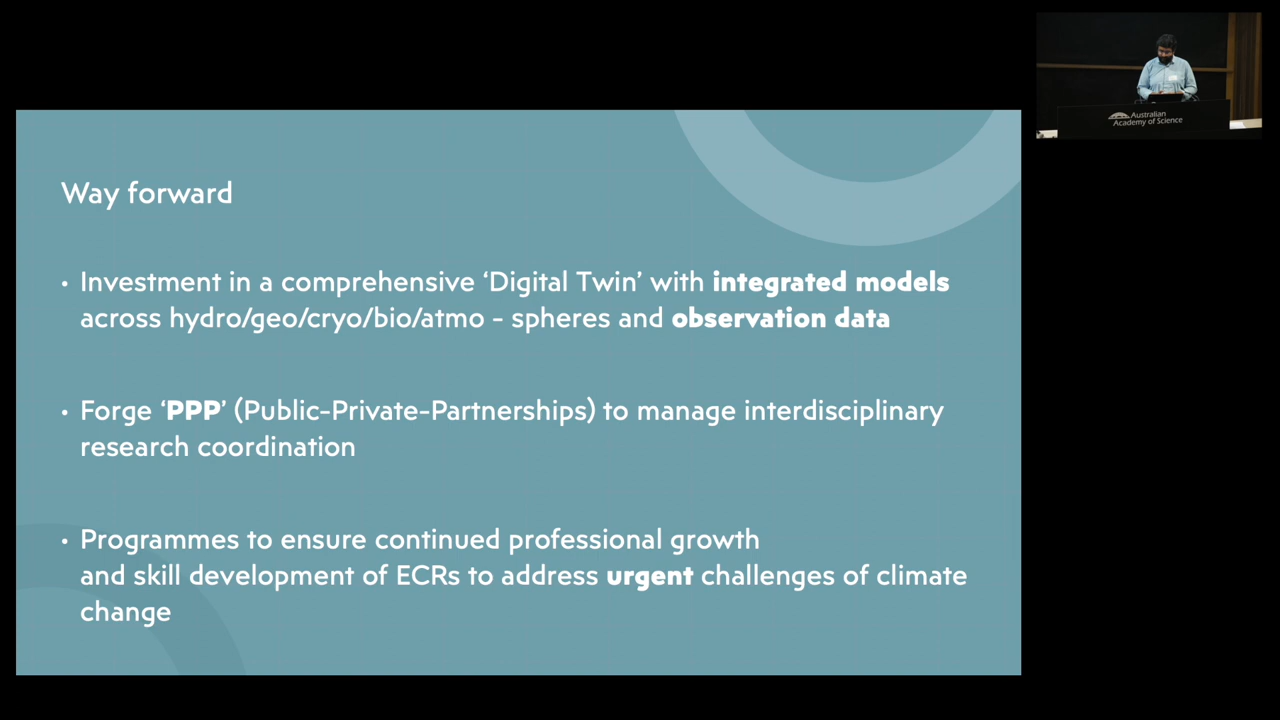 Way forward
• Investment in a comprehensive ‘Digital Twin’ with integrated models
across hydro/geo/cryo/bio/atmo - spheres and observation data
• Forge ‘PPP’ (Public-Private-Partnerships) to manage interdisciplinary
research coordination
• Programmes to ensure continued professional growth
and skill development of ECRs to address urgent challenges of climate
change
Australian
Academy of Science